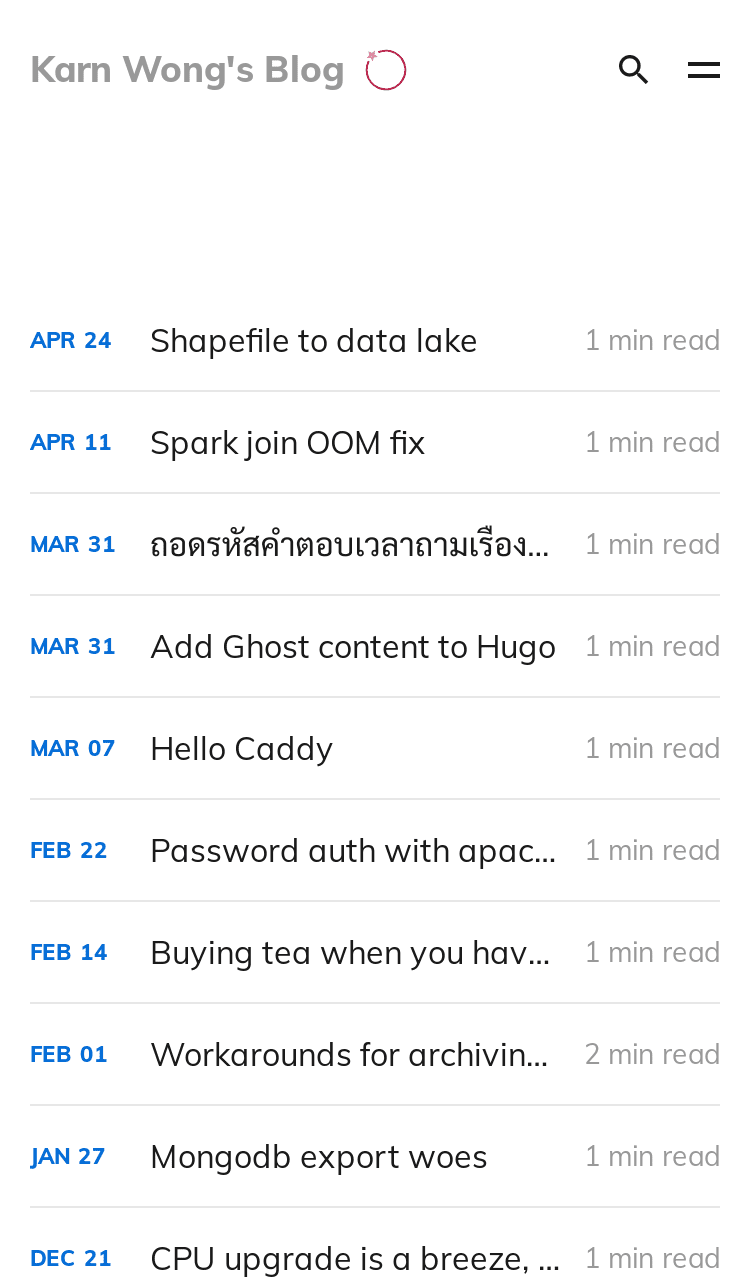 Karn Wong's Blog
APR 24 Shapefile to data lake 1 min read
APR 11 Spark join OOM fix 1 min read
MAR 31 ถอดรหัสคำตอบเวลาถามเรื่อง... 1 min read
MAR 31 Add Ghost content to Hugo 1 min read
MAR 07 Hello Caddy 1 min read
FEB 22 Password auth with apac... 1 min read
FEB 14 Buying tea when you hav... 1 min read
FEB 01 Workarounds for archivin... 2 min read
JAN 27 Mongodb export woes 1 min read
DEC 21 CPU upgrade is a breeze, ... 1 min read